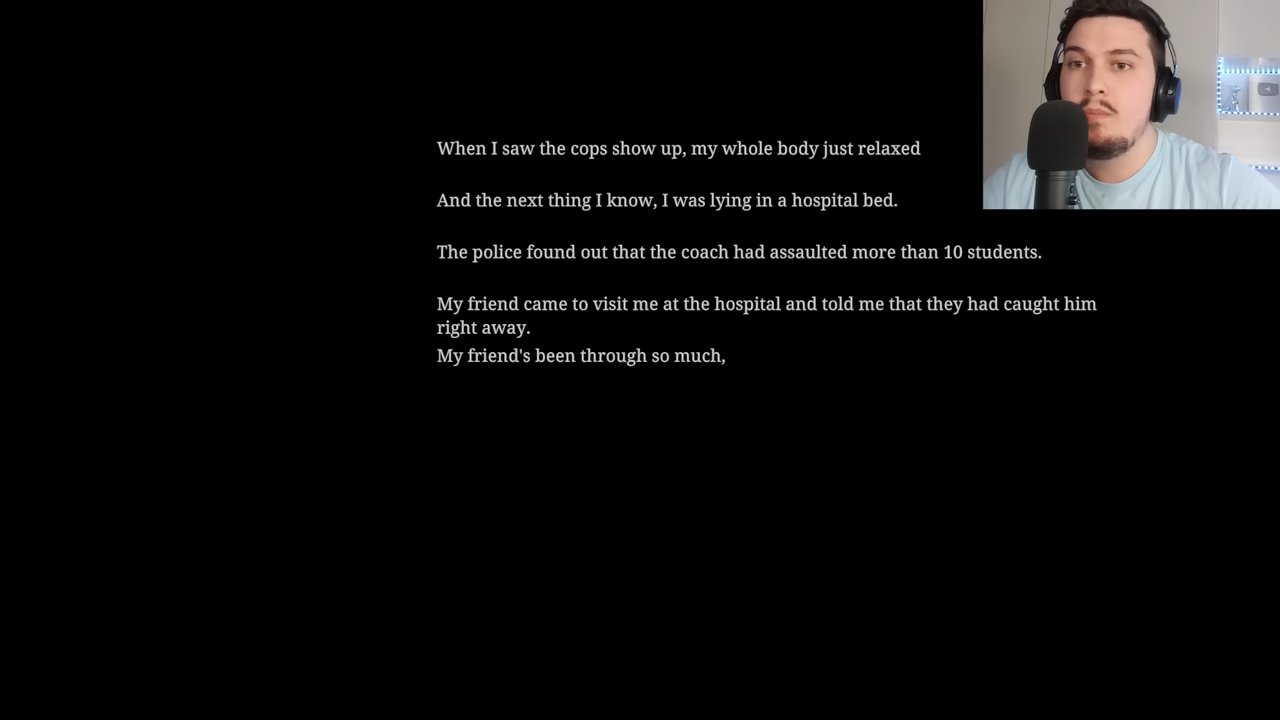 When I saw the cops show up, my whole body just relaxed
And the next thing I know, I was lying in a hospital bed.
The police found out that the coach had assaulted more than 10 students.
My friend came to visit me at the hospital and told me that they had caught him
right away.
My friend's been through so much,